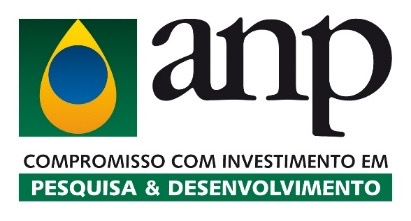 anp
COMPROMISSO COM INVESTIMENTO EM
PESQUISA & DESENVOLVIMENTO